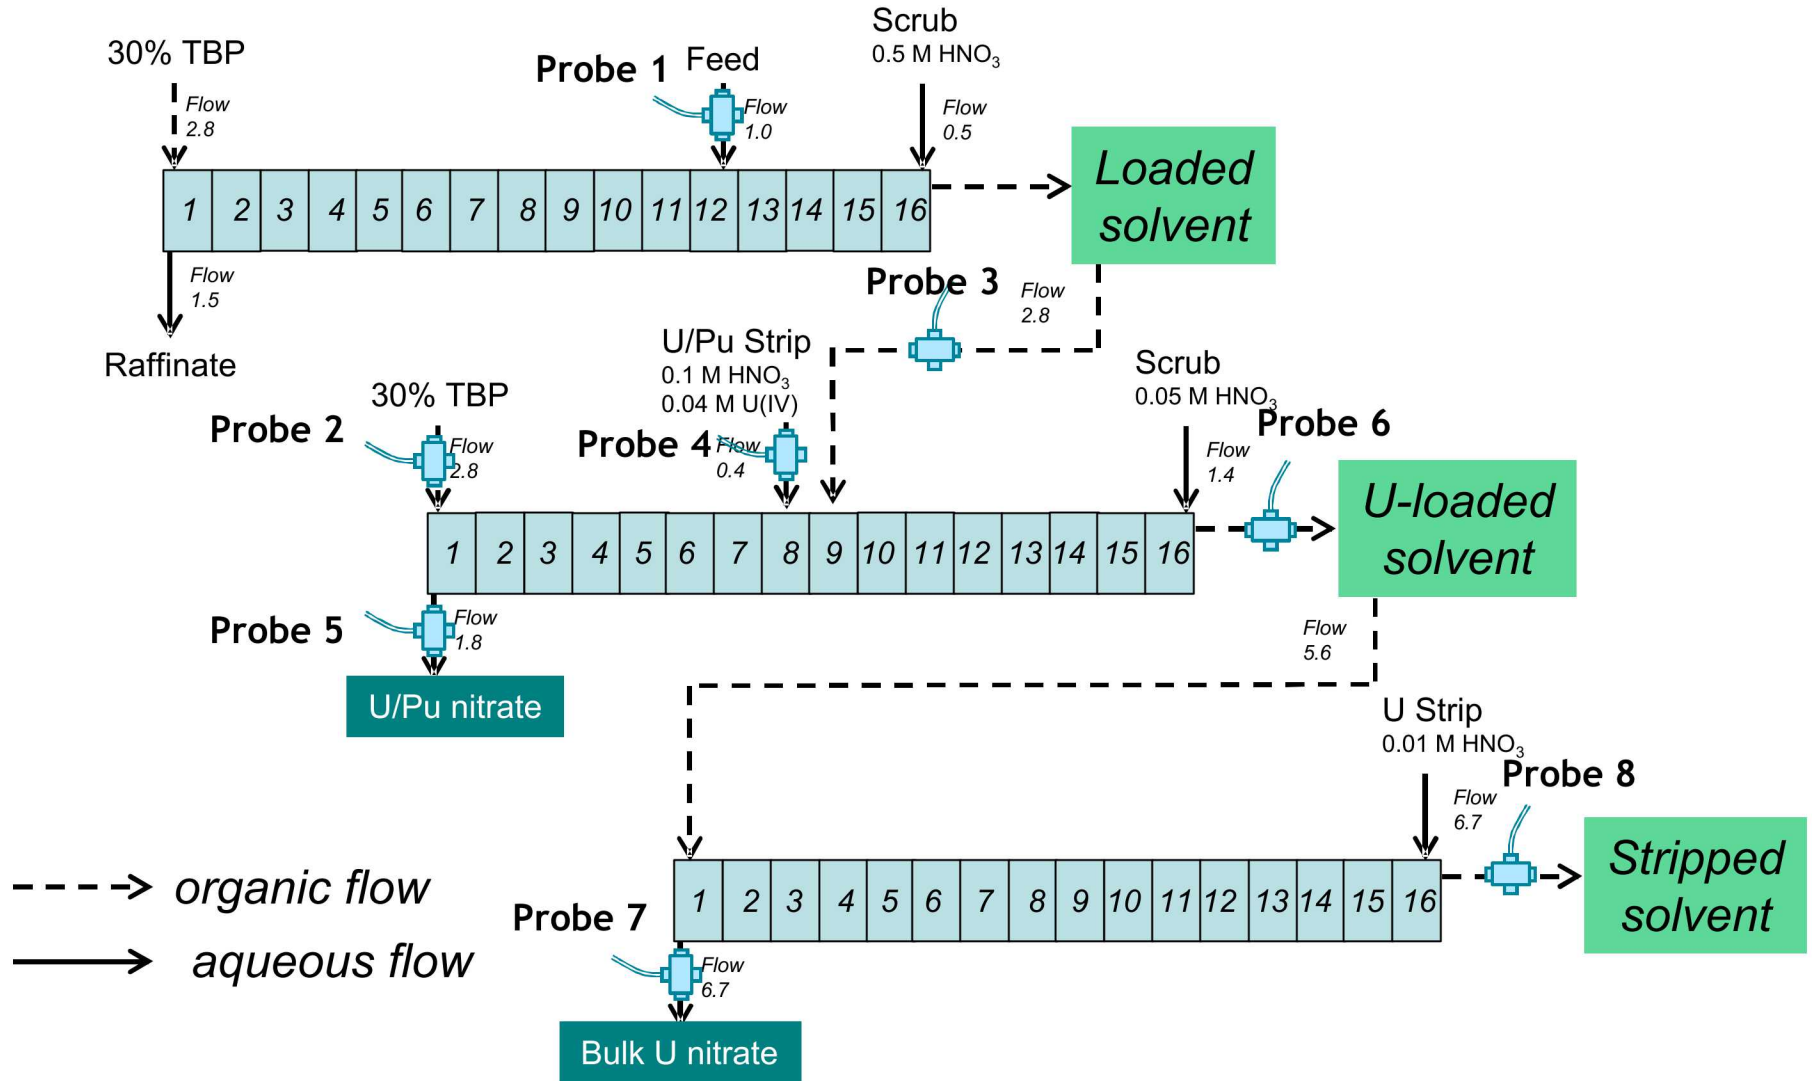 Scrub
0.5 M HNO₃
30% TBP
Probe 1
Feed
Flow
2.8
Flow
1.0
Flow
0.5
1 2 3 4 5 6 7 8 9 10 11 12 13 14 15 16
Loaded
solvent
Flow
1.5
Raffinate
Probe 3
Flow
2.8
U/Pu Strip
0.1 M HNO₃
0.04 M U(IV)
Scrub
0.05 M HNO₃
30% TBP
Probe 2
Flow
2.8
Probe 4
Flow
0.4
Probe 6
Flow
1.4
1 2 3 4 5 6 7 8 9 10 11 12 13 14 15 16
U-loaded
solvent
Probe 5
Flow
1.8
U/Pu nitrate
Flow
5.6
U Strip
0.01 M HNO₃
Probe 8
Flow
6.7
1 2 3 4 5 6 7 8 9 10 11 12 13 14 15 16
Stripped
solvent
organic flow
aqueous flow
Probe 7
Flow
6.7
Bulk U nitrate